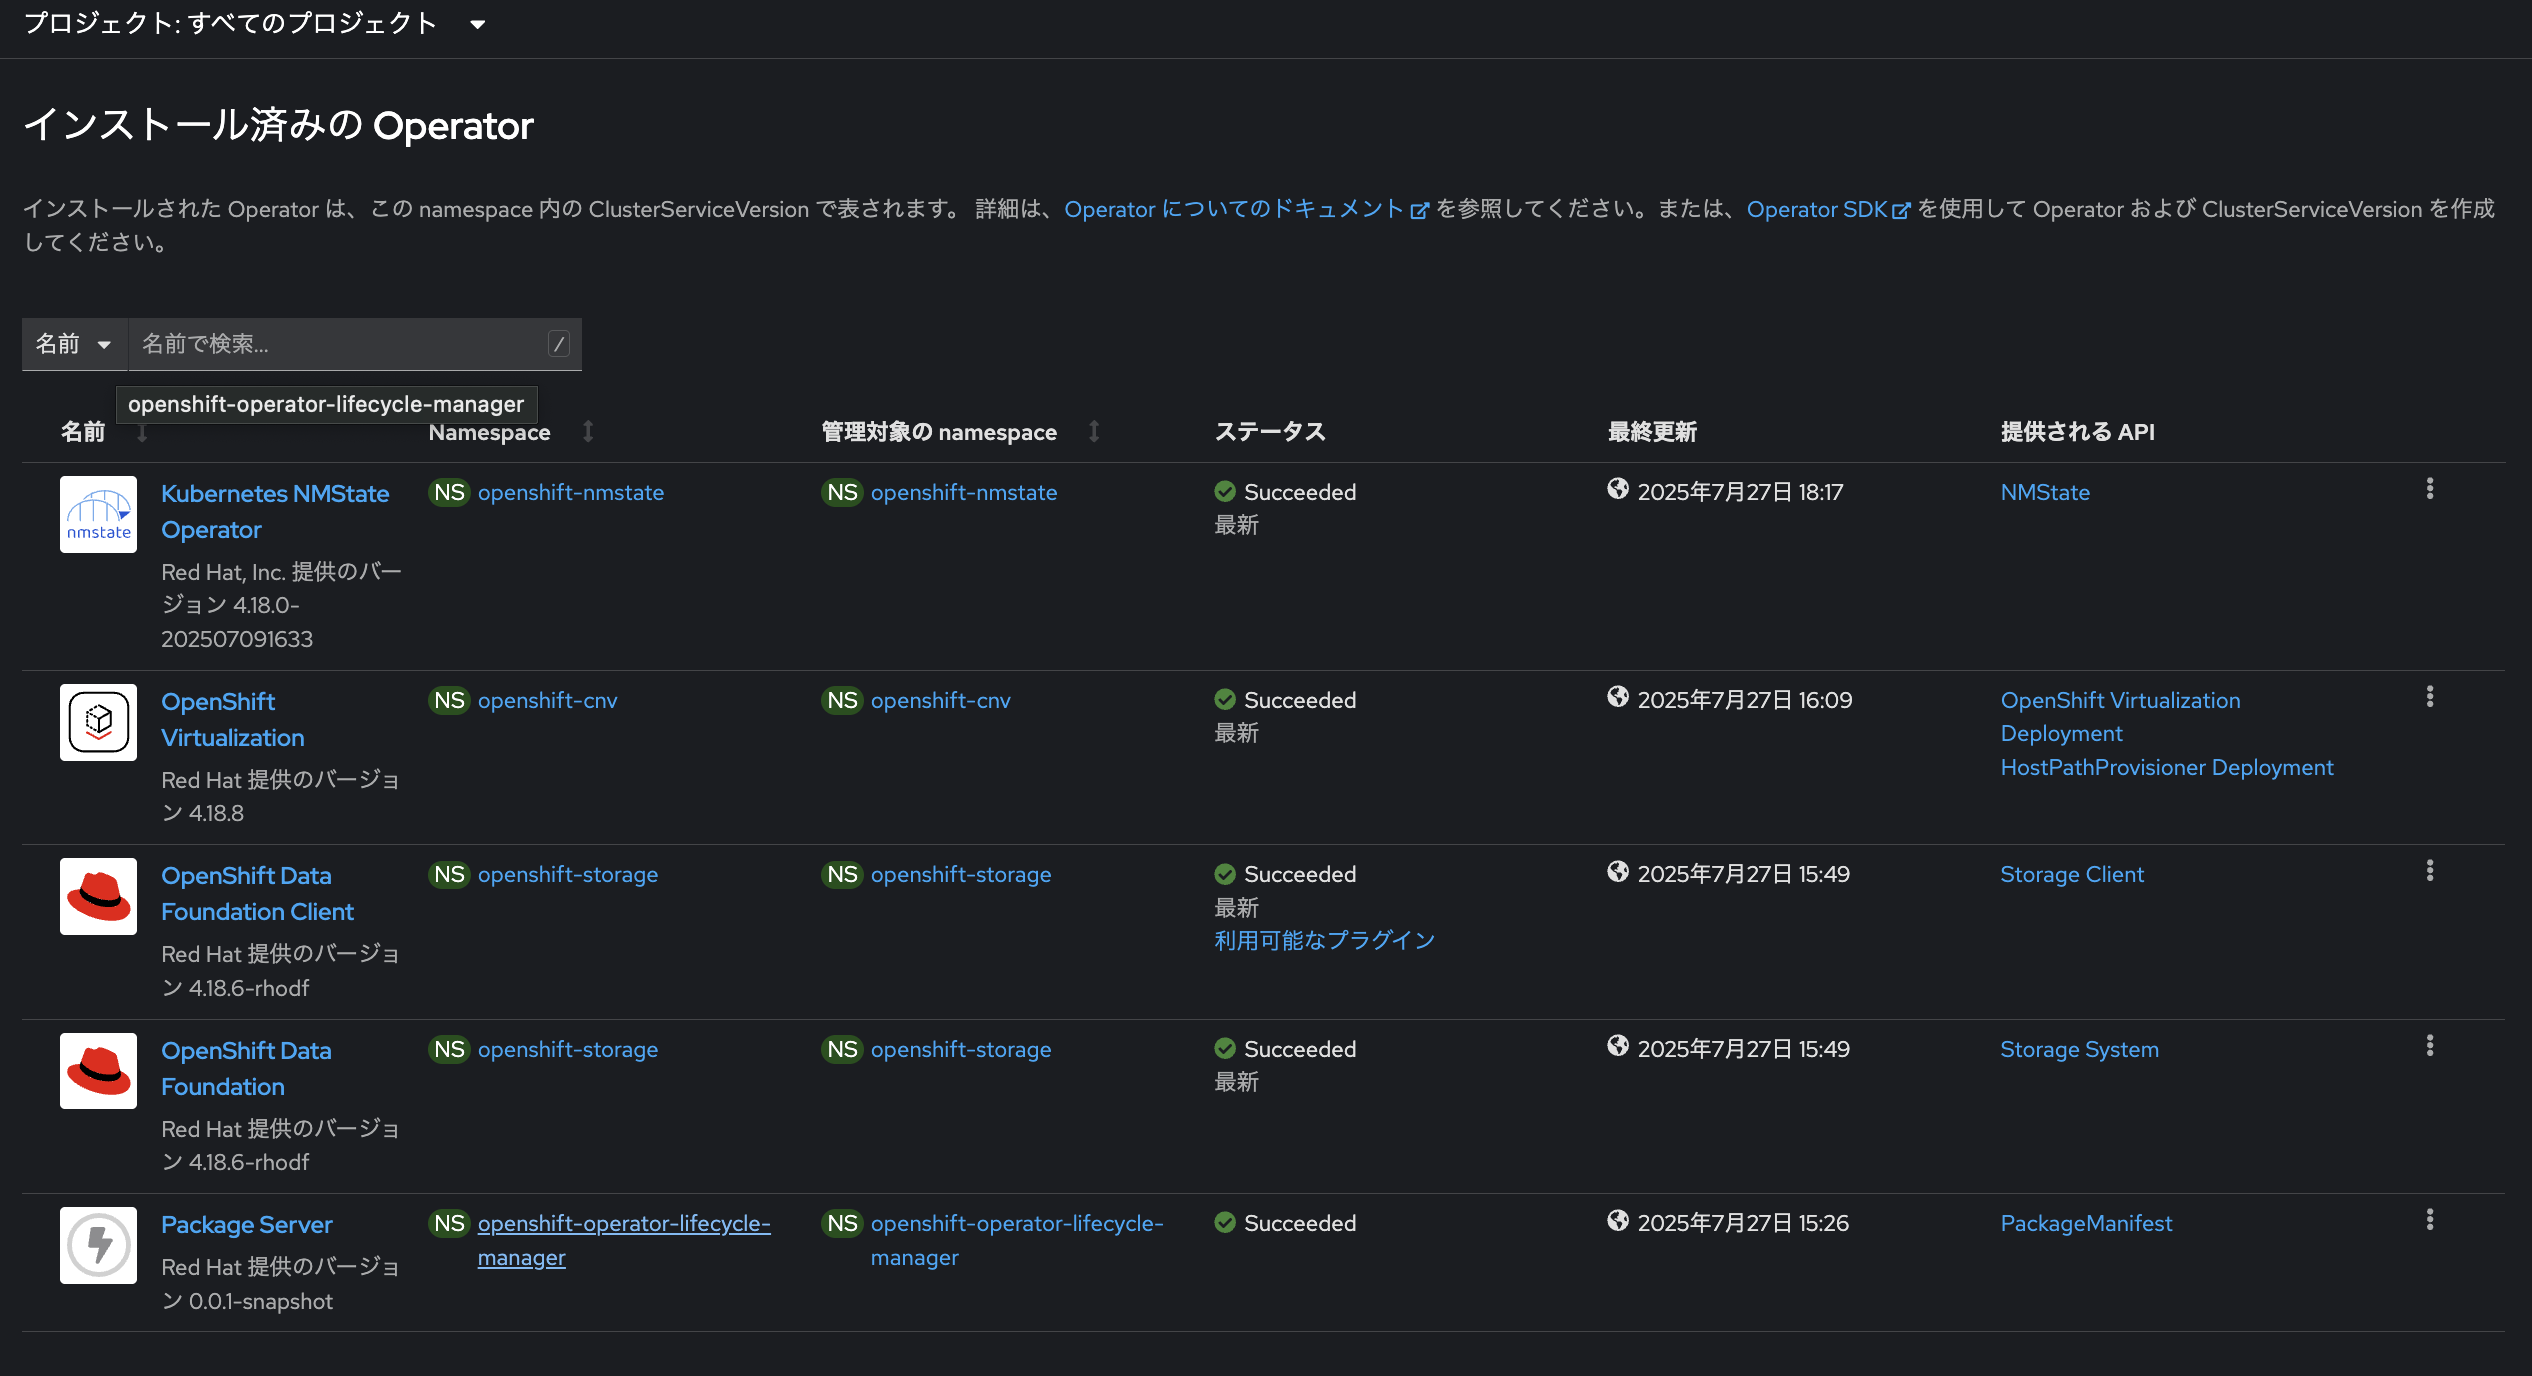 プロジェクト: すべてのプロジェクト
インストール済みの Operator
インストールされた Operator は、この namespace 内の ClusterServiceVersion で表されます。 詳細は、Operator についてのドキュメント を参照してください。または、Operator SDK を使用して Operator および ClusterServiceVersion を作成
してください。
名前 名前で検索... /
openshift-operator-lifecycle-manager
名前 Namespace 管理対象の namespace ステータス 最終更新 提供される API
nmstate
Kubernetes NMState
Operator
Red Hat, Inc. 提供のバー
ジョン 4.18.0-
202507091633
NS openshift-nmstate
NS openshift-nmstate
Succeeded
最新
2025年7月27日 18:17
NMState
OpenShift
Virtualization
Red Hat 提供のバージョ
ン 4.18.8
NS openshift-cnv
NS openshift-cnv
Succeeded
最新
2025年7月27日 16:09
OpenShift Virtualization
Deployment
HostPathProvisioner Deployment
OpenShift Data
Foundation Client
Red Hat 提供のバージョ
ン 4.18.6-rhodf
NS openshift-storage
NS openshift-storage
Succeeded
最新
利用可能なプラグイン
2025年7月27日 15:49
Storage Client
OpenShift Data
Foundation
Red Hat 提供のバージョ
ン 4.18.6-rhodf
NS openshift-storage
NS openshift-storage
Succeeded
最新
2025年7月27日 15:49
Storage System
Package Server
Red Hat 提供のバージョ
ン 0.0.1-snapshot
NS openshift-operator-lifecycle-
manager
NS openshift-operator-lifecycle-
manager
Succeeded
2025年7月27日 15:26
PackageManifest